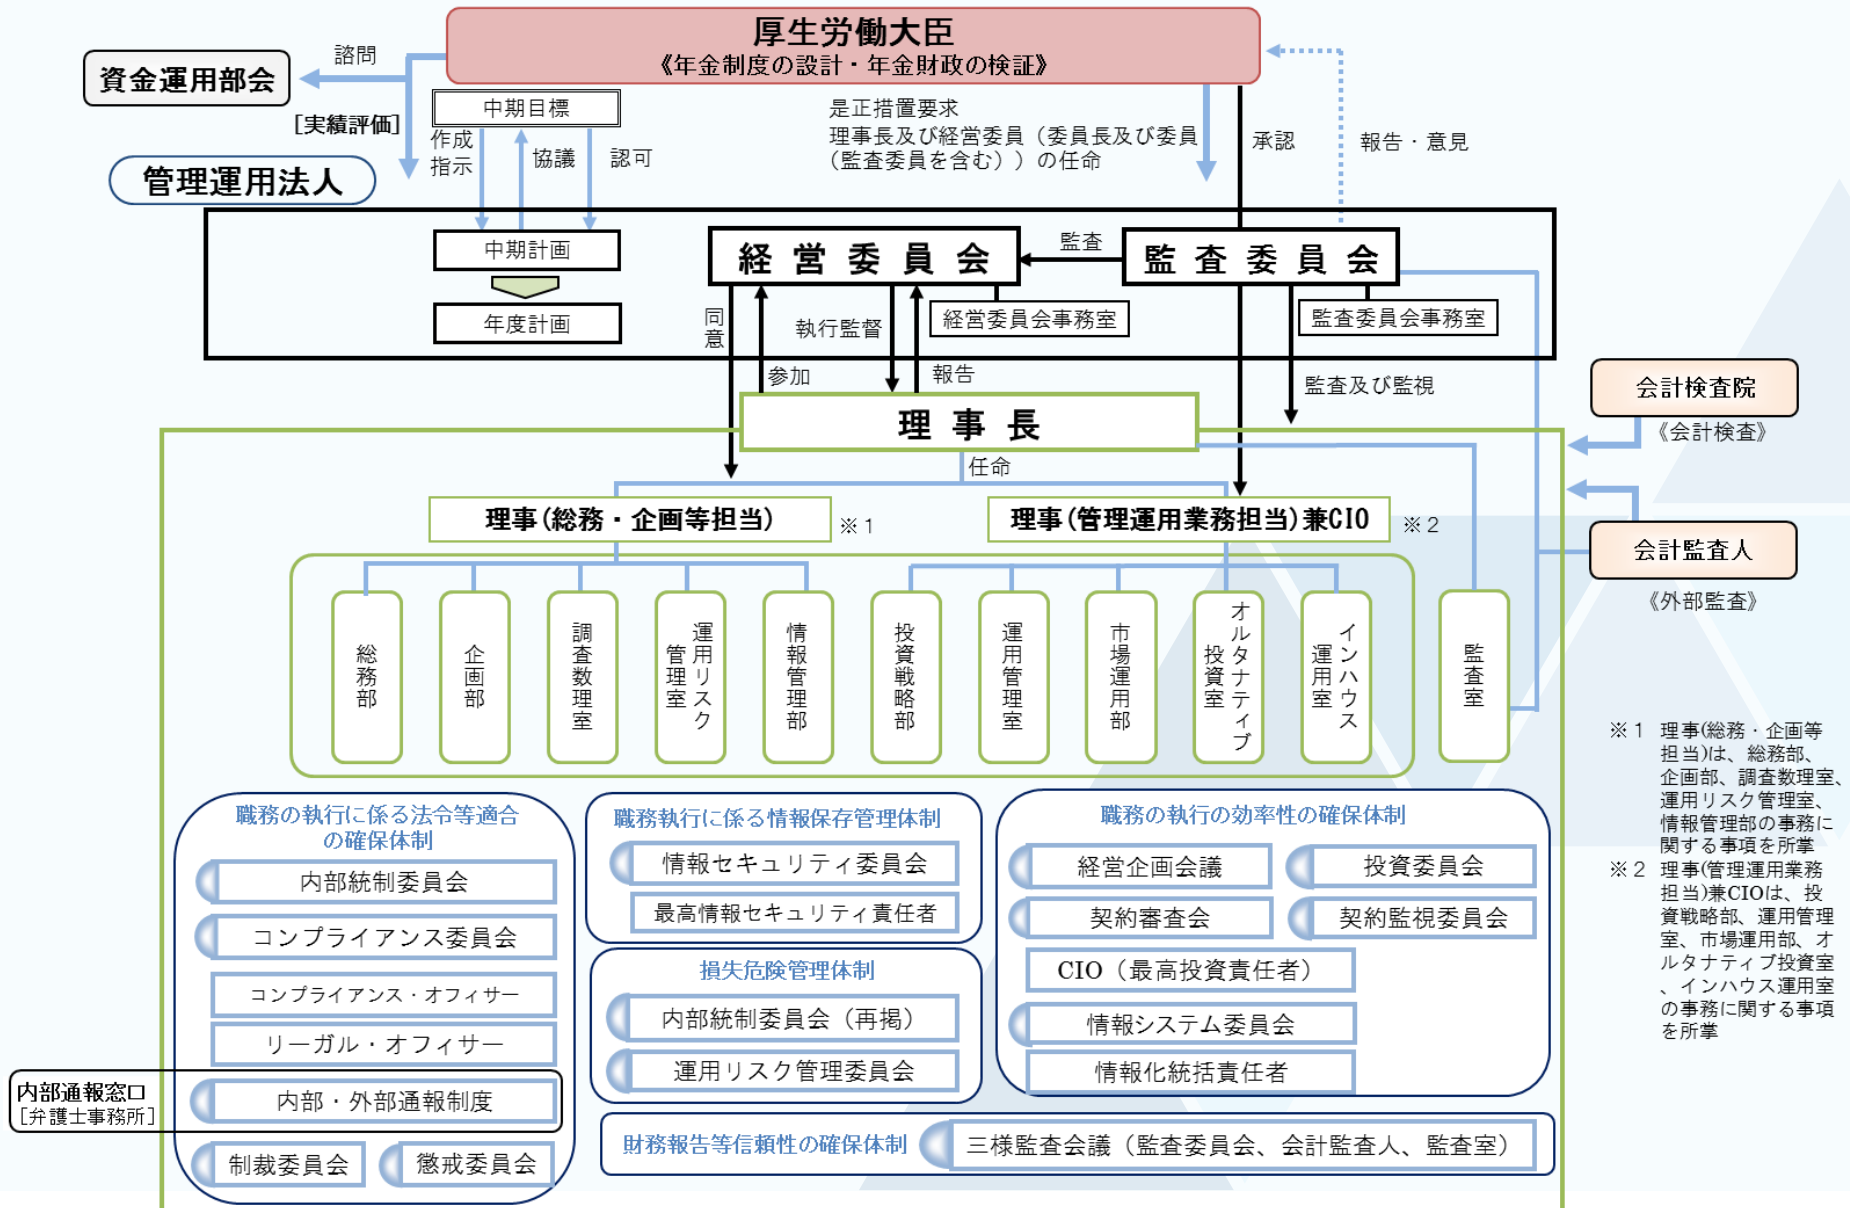 厚生労働大臣
《年金制度の設計・年金財政の検証》
資金運用部会
諮問
[実績評価]
中期目標
作成
指示
協議
認可
是正措置要求
理事長及び経営委員（委員長及び委員
（監査委員を含む））の任命
承認
報告・意見
管理運用法人
中期計画
年度計画
経営委員会
監査
監査委員会
経営委員会事務室
監査委員会事務室
同意
参加
執行監督
報告
監査及び監視
理事長
任命
会計検査院
《会計検査》
会計監査人
《外部監査》
理事(総務・企画等担当)
※１
理事(管理運用業務担当)兼CIO
※２
総務部
企画部
調査数理室
運用リスク
管理室
情報管理部
投資戦略部
運用管理室
市場運用部
オルタナティブ
投資室
インハウス
運用室
監査室
※１ 理事(総務・企画等
担当)は、総務部、
企画部、調査数理室、
運用リスク管理室、
情報管理部の事務に
関する事項を所掌
※２ 理事(管理運用業務
担当)兼CIOは、投
資戦略部、運用管理
室、市場運用部、オ
ルタナティブ投資室
、インハウス運用室
の事務に関する事項
を所掌
職務の執行に係る法令等適合
の確保体制
内部統制委員会
コンプライアンス委員会
コンプライアンス・オフィサー
リーガル・オフィサー
内部通報窓口
[弁護士事務所]
内部・外部通報制度
制裁委員会
懲戒委員会
職務執行に係る情報保存管理体制
情報セキュリティ委員会
最高情報セキュリティ責任者
損失危険管理体制
内部統制委員会（再掲）
運用リスク管理委員会
職務の執行の効率性の確保体制
経営企画会議
投資委員会
契約審査会
契約監視委員会
CIO（最高投資責任者）
情報システム委員会
情報化統括責任者
財務報告等信頼性の確保体制
三様監査会議（監査委員会、会計監査人、監査室）